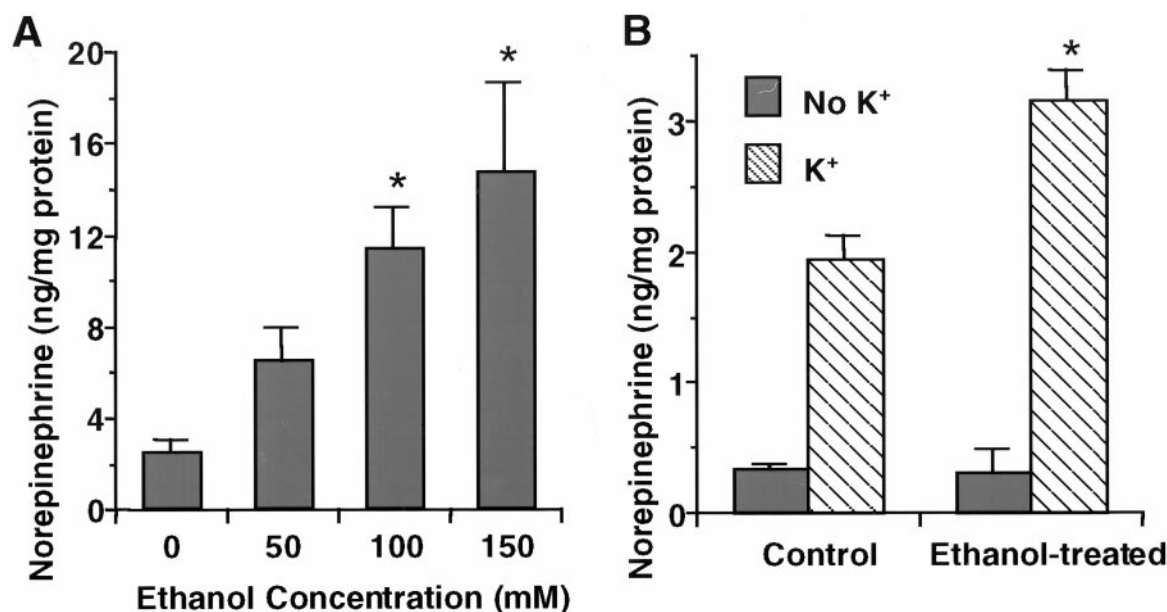 A
Norepinephrine (ng/mg protein)
20
16
12
8
4
0
*
*
0 50 100 150
Ethanol Concentration (mM)
B
Norepinephrine (ng/mg protein)
3
2
1
0
No K+
K+
*
Control Ethanol-treated